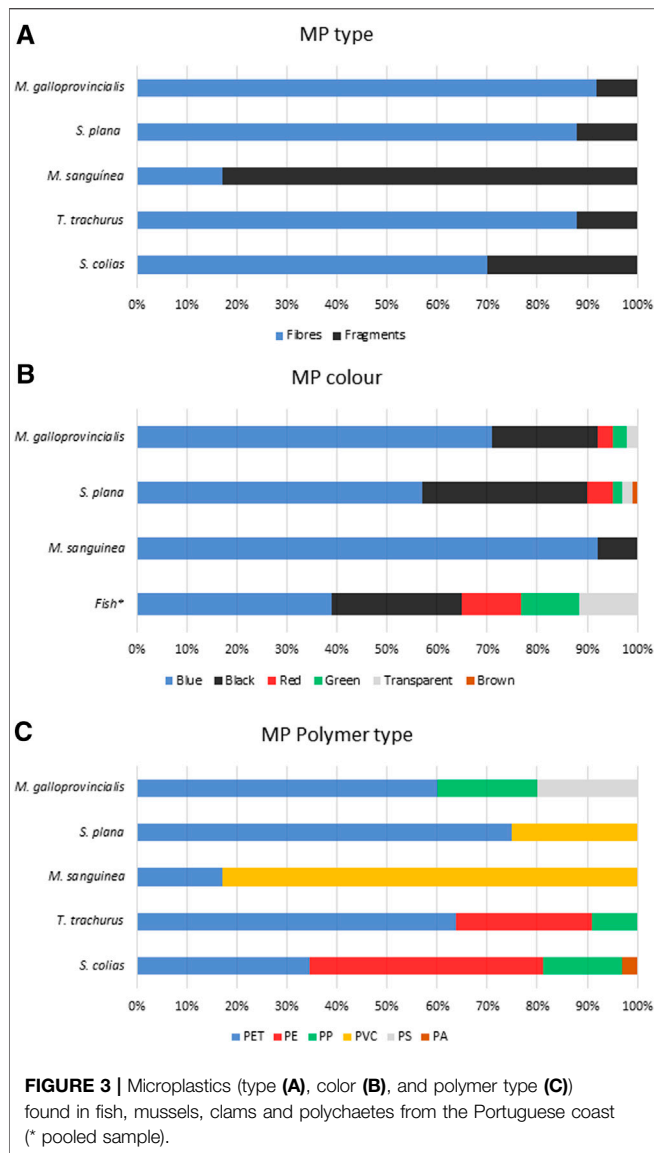 A
MP type
M. galloprovincialis
S. plana
M. sanguínea
T. trachurus
S. colias
0% 10% 20% 30% 40% 50% 60% 70% 80% 90% 100%
Fibres Fragments
B
MP colour
M. galloprovincialis
S. plana
M. sanguinea
Fish*
0% 10% 20% 30% 40% 50% 60% 70% 80% 90% 100%
Blue Black Red Green Transparent Brown
C
MP Polymer type
M. galloprovincialis
S. plana
M. sanguinea
T. trachurus
S. colias
0% 10% 20% 30% 40% 50% 60% 70% 80% 90% 100%
PET PE PP PVC PS PA
FIGURE 3 | Microplastics (type (A), color (B), and polymer type (C))
found in fish, mussels, clams and polychaetes from the Portuguese coast
(* pooled sample).